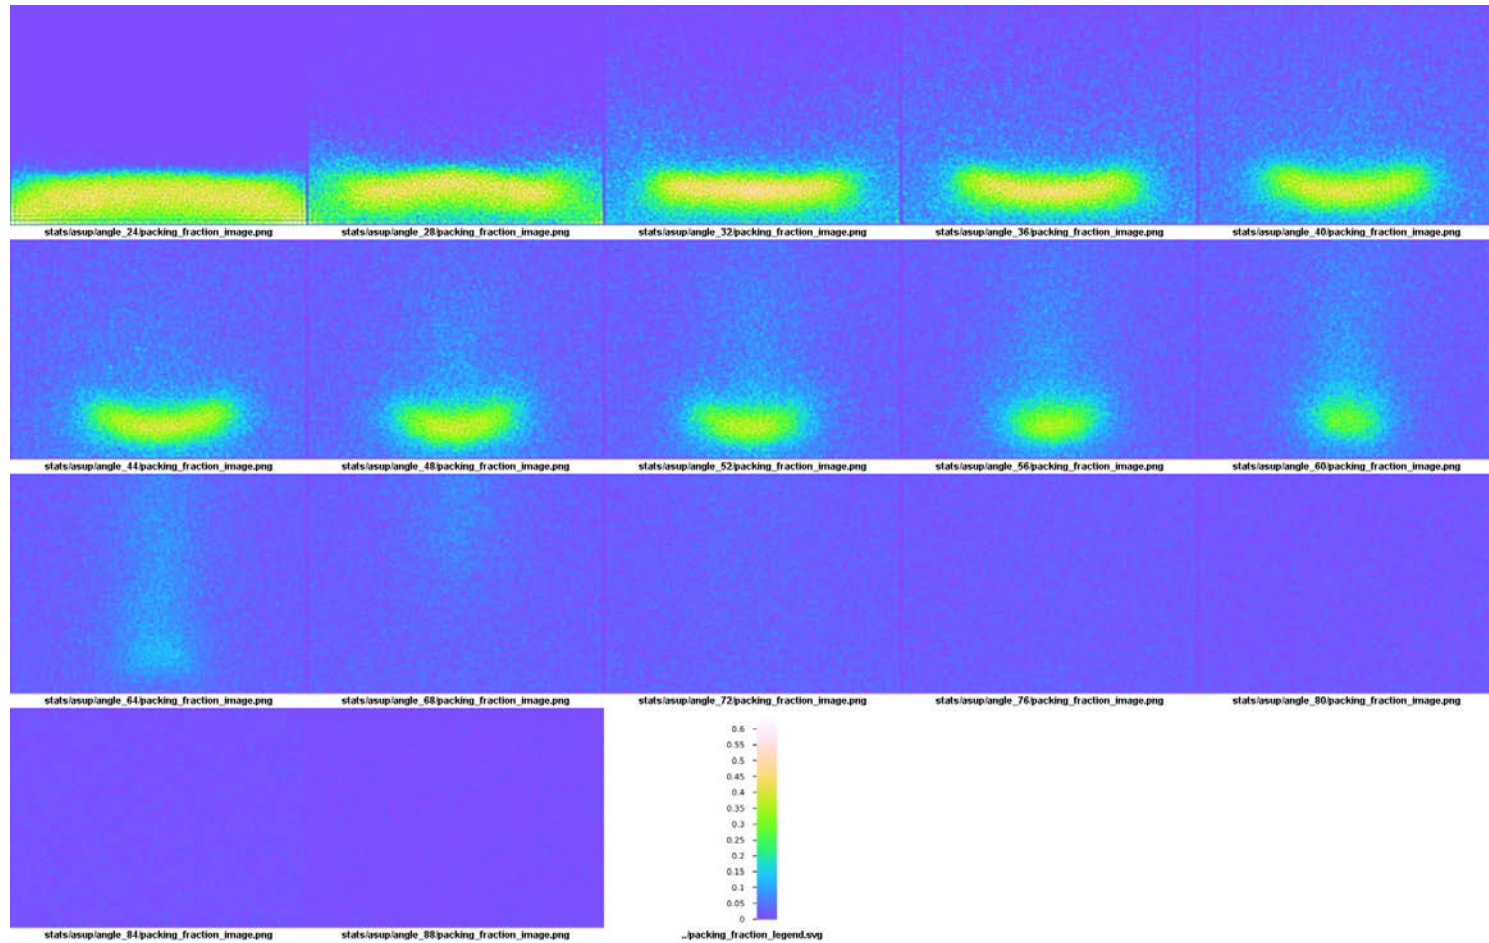 stats/asup/angle_24/packing_fraction_image.png
stats/asup/angle_28/packing_fraction_image.png
stats/asup/angle_32/packing_fraction_image.png
stats/asup/angle_36/packing_fraction_image.png
stats/asup/angle_40/packing_fraction_image.png
stats/asup/angle_44/packing_fraction_image.png
stats/asup/angle_48/packing_fraction_image.png
stats/asup/angle_52/packing_fraction_image.png
stats/asup/angle_56/packing_fraction_image.png
stats/asup/angle_60/packing_fraction_image.png
stats/asup/angle_64/packing_fraction_image.png
stats/asup/angle_68/packing_fraction_image.png
stats/asup/angle_72/packing_fraction_image.png
stats/asup/angle_76/packing_fraction_image.png
stats/asup/angle_80/packing_fraction_image.png
0.6
0.55
0.5
0.45
0.4
0.35
0.3
0.25
0.2
0.15
0.1
0.05
0
stats/asup/angle_84/packing_fraction_image.png
stats/asup/angle_88/packing_fraction_image.png
../packing_fraction_legend.svg